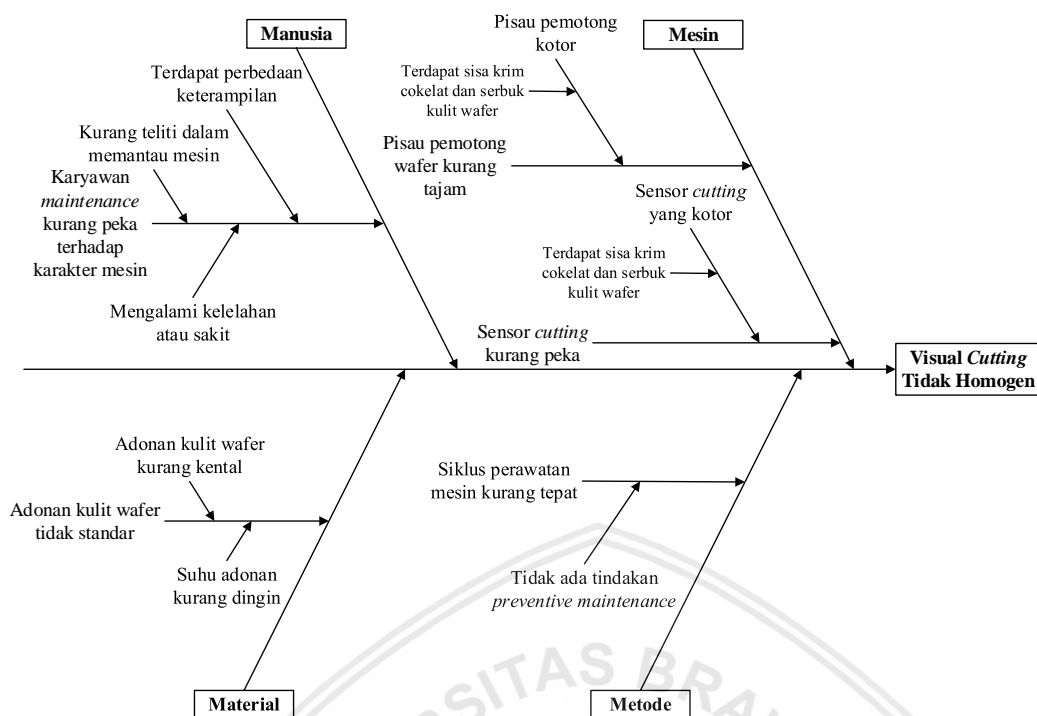 Manusia
Terdapat perbedaan
keterampilan
Kurang teliti dalam
memantau mesin
Karyawan
maintenance
kurang peka
terhadap
karakter mesin
Mengalami kelelahan
atau sakit
Mesin
Pisau pemotong
kotor
Terdapat sisa krim
cokelat dan serbuk
kulit wafer
Pisau pemotong
wafer kurang
tajam
Sensor cutting
yang kotor
Terdapat sisa krim
cokelat dan serbuk
kulit wafer
Sensor cutting
kurang peka
Visual Cutting
Tidak Homogen
Adonan kulit wafer
kurang kental
Adonan kulit wafer
tidak standar
Suhu adonan
kurang dingin
Material
Siklus perawatan
mesin kurang tepat
Tidak ada tindakan
preventive maintenance
Metode